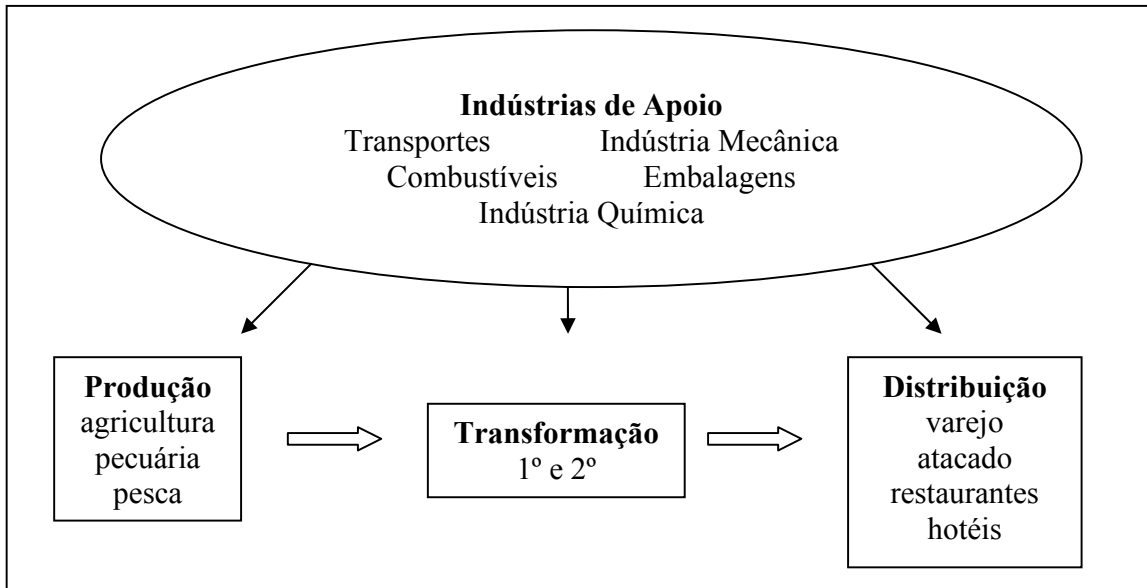 Indústrias de Apoio
Transportes Indústria Mecânica
Combustíveis Embalagens
Indústria Química
Produção
agricultura
pecuária
pesca
Transformação
1º e 2º
Distribuição
varejo
atacado
restaurantes
hotéis